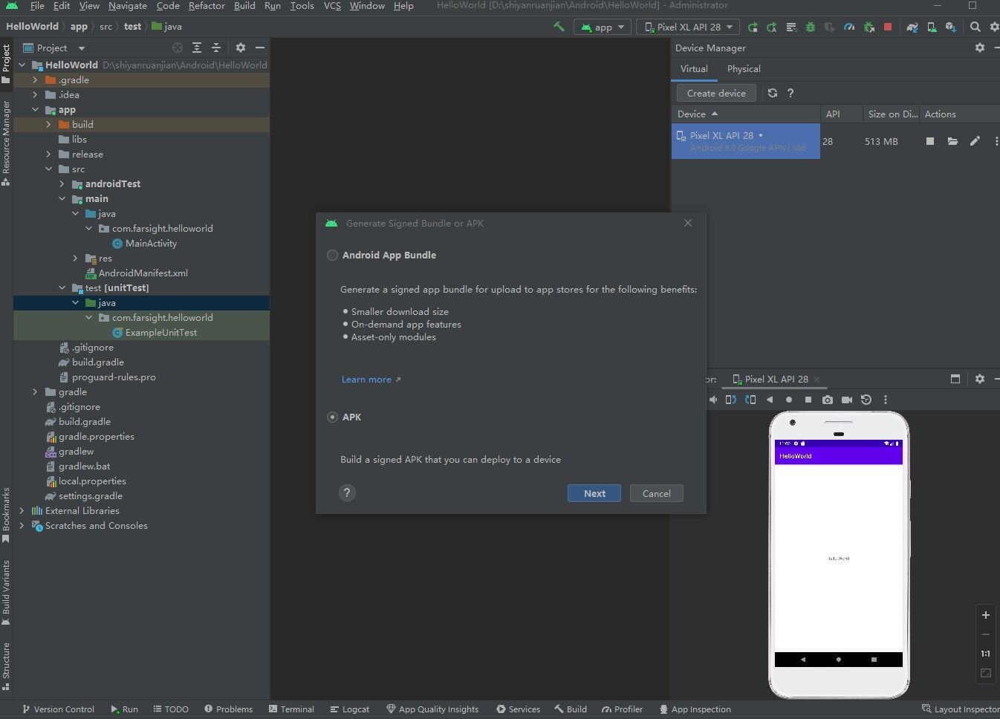 File Edit View Navigate Code Refactor Build Run Tools VCS Window Help HelloWorld [D:\shiyanruanjian\Android\HelloWorld] - Administrator
HelloWorld app src test java
app Pixel XL API 28
Project
Project
Resource Manager
Bookmarks
Build Variants
Structure
HelloWorld D:\shiyanruanjian\Android\HelloWorld
.gradle
.idea
app
build
libs
release
src
androidTest
main
java
com.farsight.helloworld
MainActivity
res
AndroidManifest.xml
test [unitTest]
java
com.farsight.helloworld
ExampleUnitTest
.gitignore
build.gradle
proguard-rules.pro
gradle
.gitignore
build.gradle
gradle.properties
gradlew
gradlew.bat
local.properties
settings.gradle
External Libraries
Scratches and Consoles
Generate Signed Bundle or APK
Android App Bundle
Generate a signed app bundle for upload to app stores for the following benefits:
Smaller download size
On-demand app features
Asset-only modules
Learn more
APK
Build a signed APK that you can deploy to a device
? Next Cancel
Device Manager
Virtual Physical
Create device ?
Device API Size on Di... Actions
Pixel XL API 28
Android 9.0 Google APIs | x86
28 513 MB
or: Pixel XL API 28
HelloWorld
Hello World
1:1
Version Control Run TODO Problems Terminal Logcat App Quality Insights Services Build Profiler App Inspection Layout Inspector